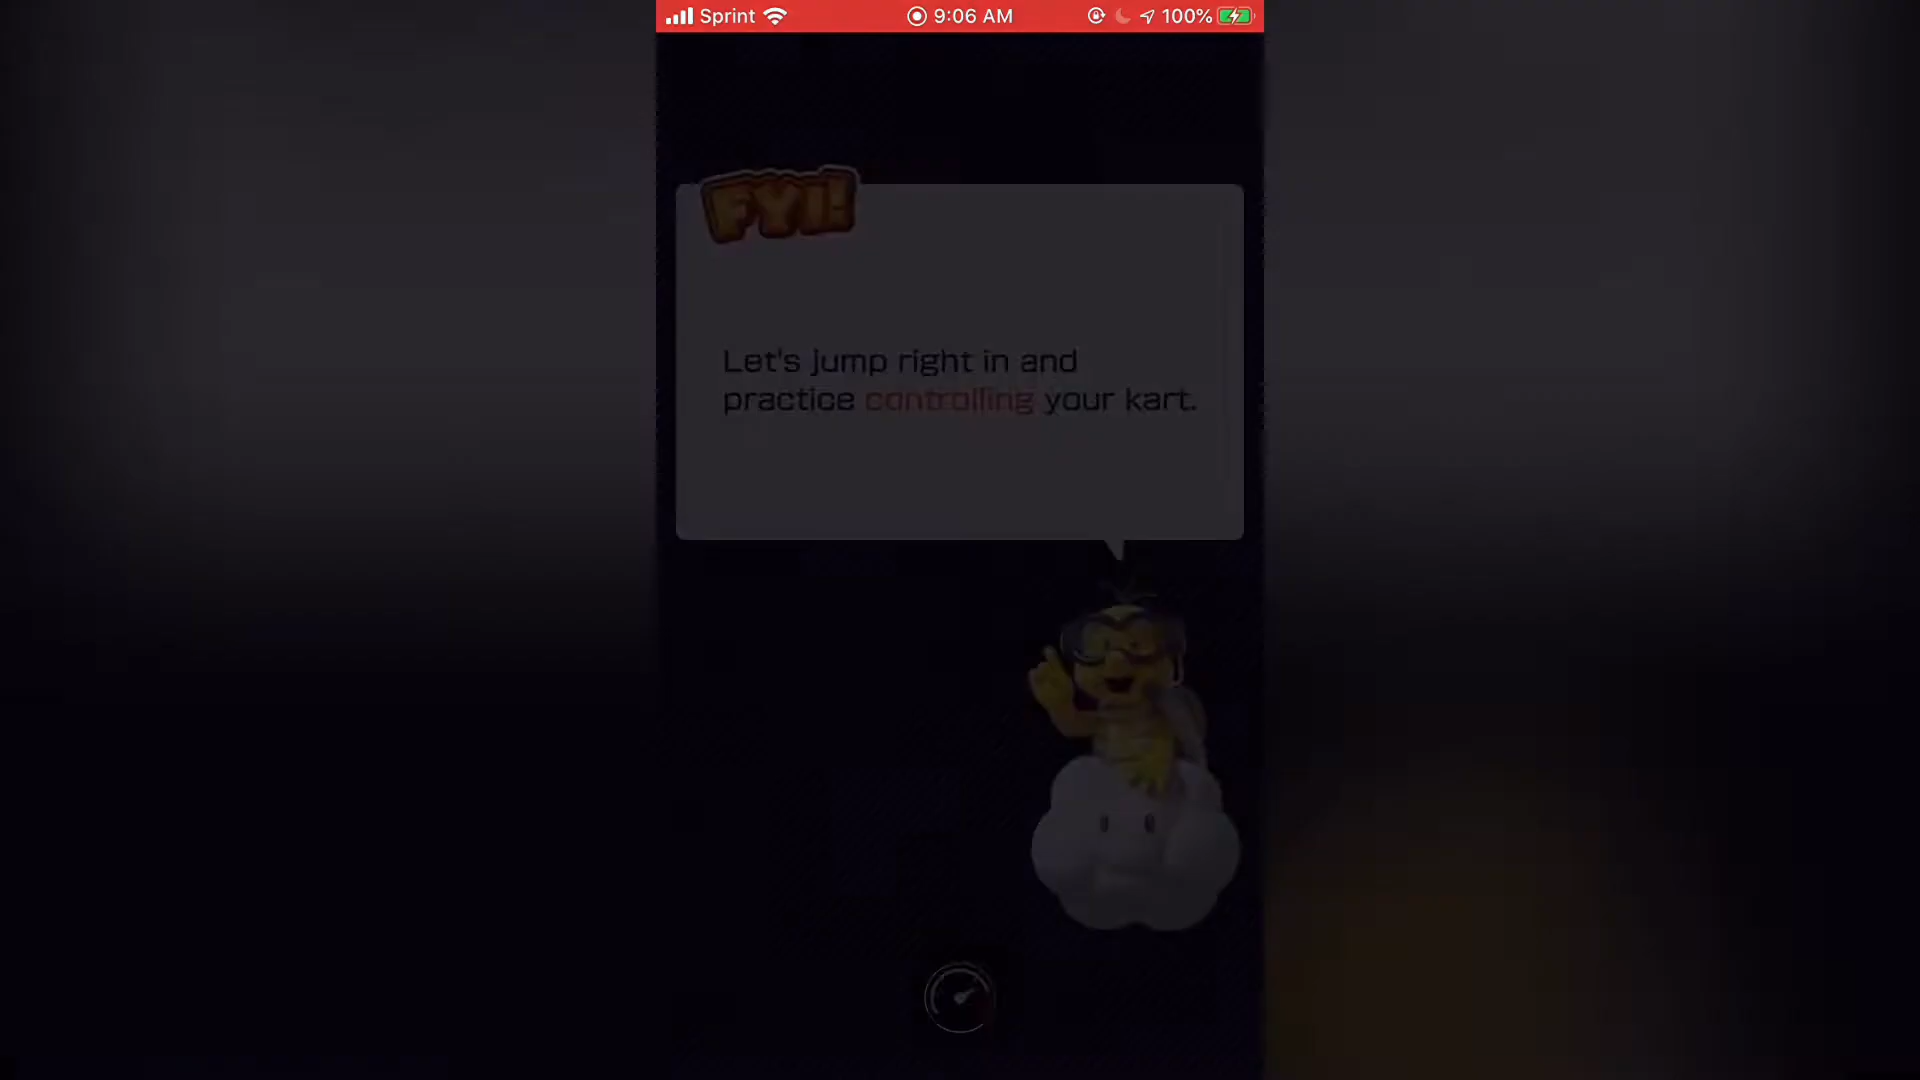 Sprint 9:06 AM 100%
FYI!
Let's jump right in and
practice controlling your kart.